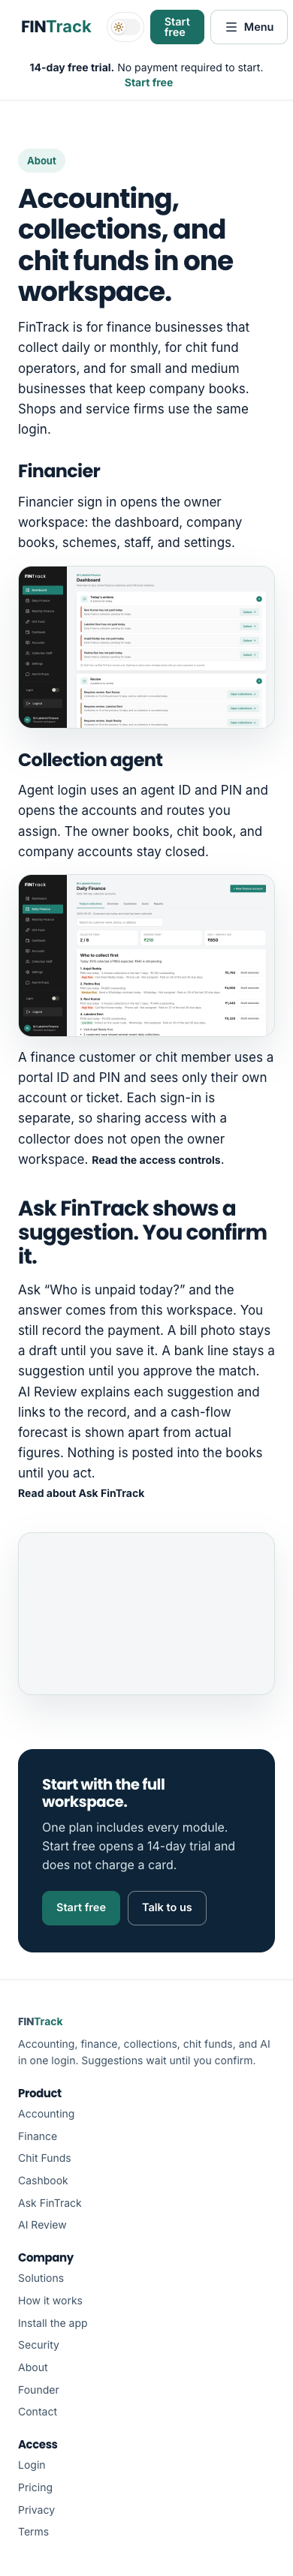 FINTrack
Start free
Menu
14-day free trial. No payment required to start.
Start free
About
Accounting,
collections, and
chit funds in one
workspace.
FinTrack is for finance businesses that
collect daily or monthly, for chit fund
operators, and for small and medium
businesses that keep company books.
Shops and service firms use the same
login.
Financier
Financier sign in opens the owner
workspace: the dashboard, company
books, schemes, staff, and settings.
FINTrack
Dashboard
Collection agent
Agent login uses an agent ID and PIN and
opens the accounts and routes you
assign. The owner books, chit book, and
company accounts stay closed.
FINTrack
Daily Finance
Who to collect first
A finance customer or chit member uses a
portal ID and PIN and sees only their own
account or ticket. Each sign-in is
separate, so sharing access with a
collector does not open the owner
workspace. Read the access controls.
Ask FinTrack shows a
suggestion. You confirm
it.
Ask “Who is unpaid today?” and the
answer comes from this workspace. You
still record the payment. A bill photo stays
a draft until you save it. A bank line stays a
suggestion until you approve the match.
AI Review explains each suggestion and
links to the record, and a cash-flow
forecast is shown apart from actual
figures. Nothing is posted into the books
until you act.
Read about Ask FinTrack
Start with the full
workspace.
One plan includes every module.
Start free opens a 14-day trial and
does not charge a card.
Start free
Talk to us
FINTrack
Accounting, finance, collections, chit funds, and AI
in one login. Suggestions wait until you confirm.
Product
Accounting
Finance
Chit Funds
Cashbook
Ask FinTrack
AI Review
Company
Solutions
How it works
Install the app
Security
About
Founder
Contact
Access
Login
Pricing
Privacy
Terms